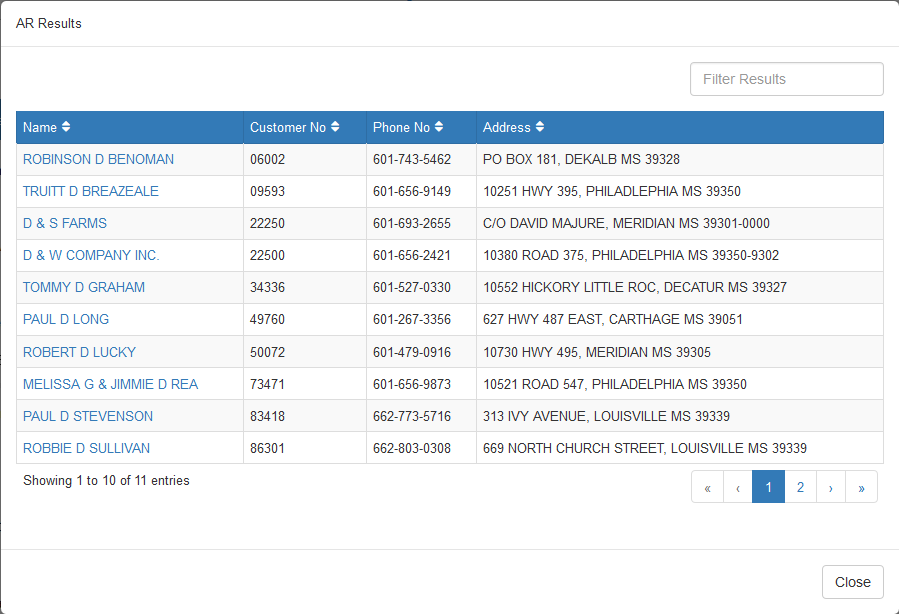 AR Results
Filter Results
Name Customer No Phone No Address
ROBINSON D BENOMAN 06002 601-743-5462 PO BOX 181, DEKALB MS 39328
TRUITT D BREAZEALE 09593 601-656-9149 10251 HWY 395, PHILADLEPHIA MS 39350
D & S FARMS 22250 601-693-2655 C/O DAVID MAJURE, MERIDIAN MS 39301-0000
D & W COMPANY INC. 22500 601-656-2421 10380 ROAD 375, PHILADELPHIA MS 39350-9302
TOMMY D GRAHAM 34336 601-527-0330 10552 HICKORY LITTLE ROC, DECATUR MS 39327
PAUL D LONG 49760 601-267-3356 627 HWY 487 EAST, CARTHAGE MS 39051
ROBERT D LUCKY 50072 601-479-0916 10730 HWY 495, MERIDIAN MS 39305
MELISSA G & JIMMIE D REA 73471 601-656-9873 10521 ROAD 547, PHILADELPHIA MS 39350
PAUL D STEVENSON 83418 662-773-5716 313 IVY AVENUE, LOUISVILLE MS 39339
ROBBIE D SULLIVAN 86301 662-803-0308 669 NORTH CHURCH STREET, LOUISVILLE MS 39339
Showing 1 to 10 of 11 entries « ‹ 1 2 › »
Close